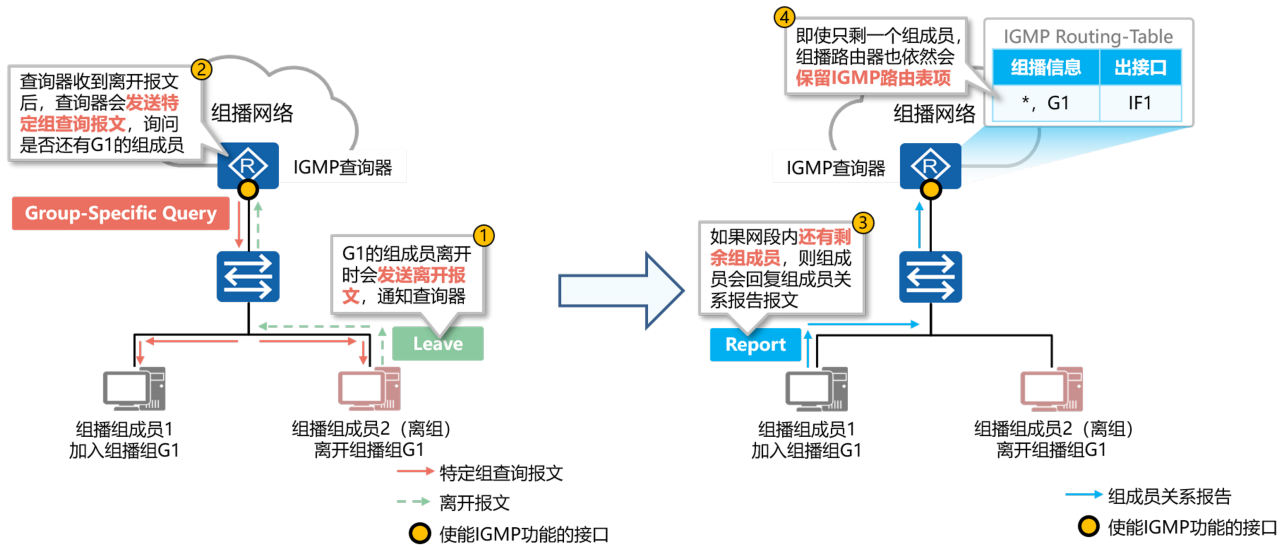 ②
查询器收到离开报文
后，查询器会发送特
定组查询报文，询问
是否还有G1的组成员
组播网络
R
IGMP查询器
Group-Specific Query
①
G1的组成员离开
时会发送离开报
文，通知查询器
Leave
组播组成员1
加入组播组G1
组播组成员2（离组）
离开组播组G1
特定组查询报文
离开报文
使能IGMP功能的接口
④
即使只剩一个组成员，
组播路由器也依然会
保留IGMP路由表项
IGMP Routing-Table
组播信息 出接口
*，G1 IF1
组播网络
R
IGMP查询器
③
如果网段内还有剩
余组成员，则组成
员会回复组成员关
系报告报文
Report
组播组成员1
加入组播组G1
组播组成员2（离组）
离开组播组G1
组成员关系报告
使能IGMP功能的接口